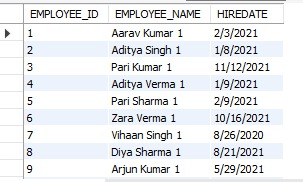 EMPLOYEE_ID EMPLOYEE_NAME HIREDATE
1 Aarav Kumar 1 2/3/2021
2 Aditya Singh 1 1/8/2021
3 Pari Kumar 1 11/12/2021
4 Aditya Verma 1 1/9/2021
5 Pari Sharma 1 2/9/2021
6 Zara Verma 1 10/16/2021
7 Vihaan Singh 1 8/26/2020
8 Diya Sharma 1 8/21/2021
9 Arjun Kumar 1 5/29/2021